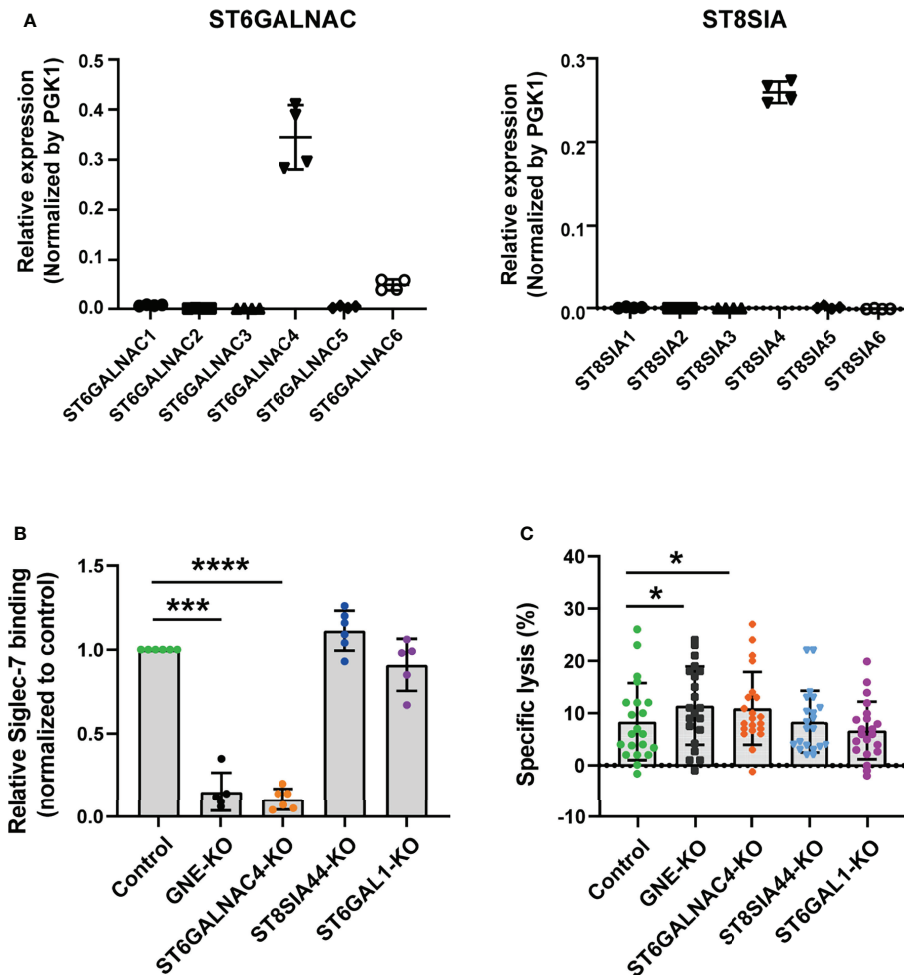 A
ST6GALNAC
ST8SIA
Relative expression
(Normalized by PGK1)
0.5
0.4
0.3
0.2
0.1
0.0
ST6GALNAC1
ST6GALNAC2
ST6GALNAC3
ST6GALNAC4
ST6GALNAC5
ST6GALNAC6
Relative expression
(Normalized by PGK1)
0.3
0.2
0.1
0.0
ST8SIA1
ST8SIA2
ST8SIA3
ST8SIA4
ST8SIA5
ST8SIA6
B
Relative Siglec-7 binding
(normalized to control)
1.5
1.0
0.5
0.0
****
***
Control
GNE-KO
ST6GALNAC4-KO
ST8SIA44-KO
ST6GAL1-KO
C
Specific lysis (%)
40
30
20
10
0
-10
*
*
Control
GNE-KO
ST6GALNAC4-KO
ST8SIA44-KO
ST6GAL1-KO